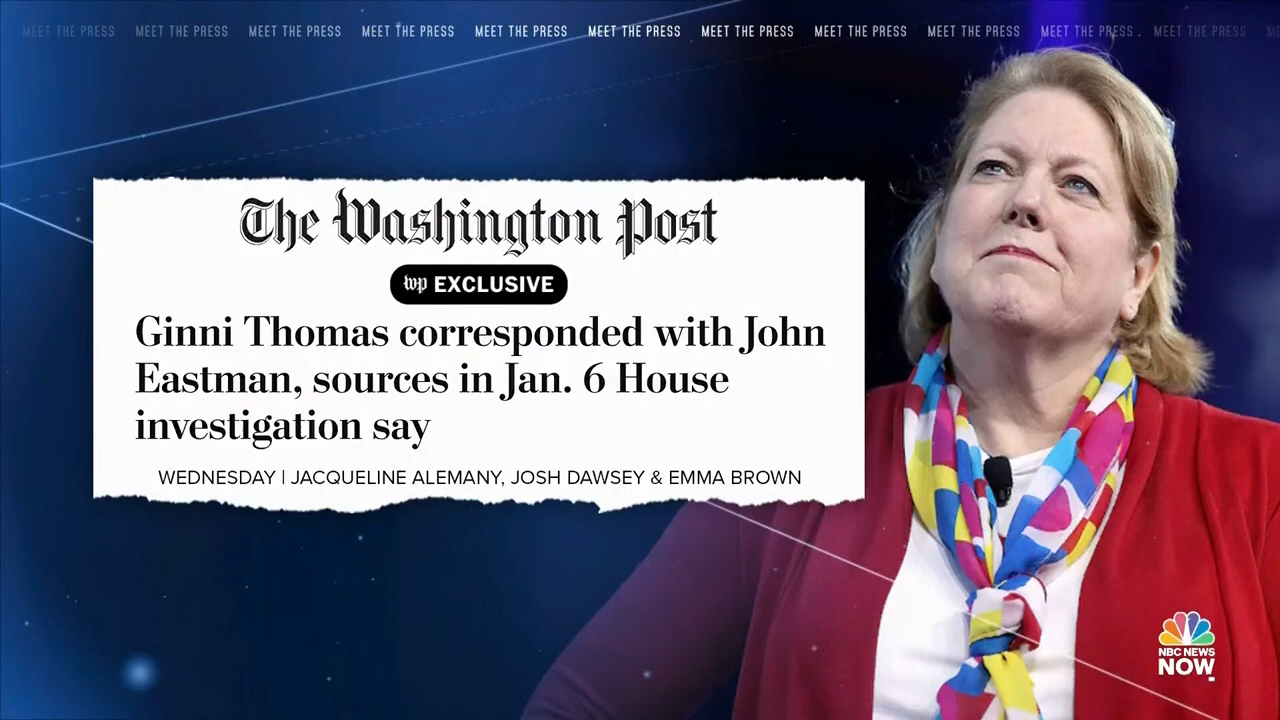 MEET THE PRESS MEET THE PRESS MEET THE PRESS MEET THE PRESS MEET THE PRESS MEET THE PRESS MEET THE PRESS MEET THE PRESS MEET THE PRESS MEET THE PRESS MEET THE PRESS
The Washington Post
wp EXCLUSIVE
Ginni Thomas corresponded with John
Eastman, sources in Jan. 6 House
investigation say
WEDNESDAY | JACQUELINE ALEMANY, JOSH DAWSEY & EMMA BROWN
NBC NEWS
NOW